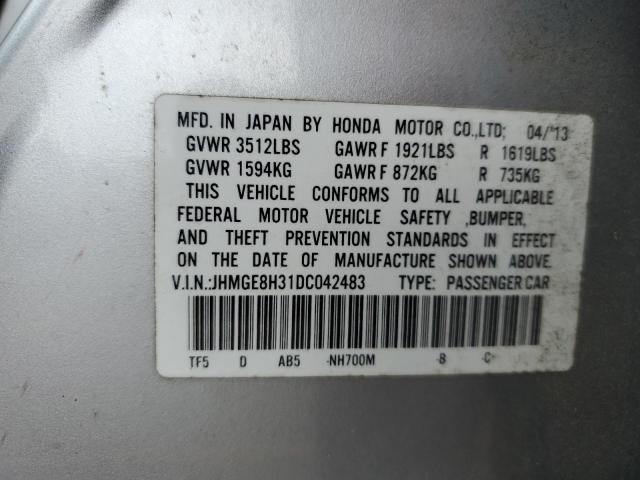 MFD. IN JAPAN BY HONDA MOTOR CO.,LTD; 04/'13
GVWR 3512LBS GAWR F 1921LBS R 1619LBS
GVWR 1594KG GAWR F 872KG R 735KG
THIS VEHICLE CONFORMS TO ALL APPLICABLE
FEDERAL MOTOR VEHICLE SAFETY ,BUMPER,
AND THEFT PREVENTION STANDARDS IN EFFECT
ON THE DATE OF MANUFACTURE SHOWN ABOVE.
V.I.N.:JHMGE8H31DC042483 TYPE: PASSENGER CAR
TF5 D AB5 -NH700M -B C-